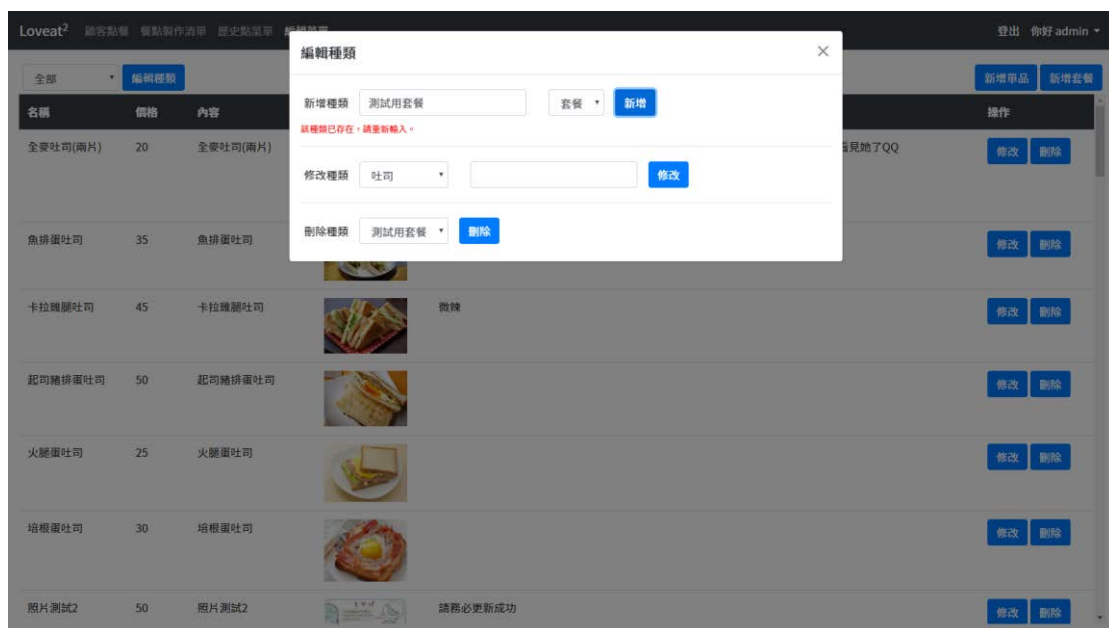 Loveat² 顧客點餐 餐點製作清單 歷史點菜單 編輯菜單 登出 你好 admin
編輯種類 ×
全部 編輯種類 新增單品 新增套餐
新增種類 測試用套餐 套餐 新增
該種類已存在,請重新輸入。
名稱 價格 內容 操作
全麥吐司(兩片) 20 全麥吐司(兩片) 見她了QQ 修改 刪除
修改種類 吐司 修改
刪除種類 測試用套餐 刪除
魚排蛋吐司 35 魚排蛋吐司 修改 刪除
卡拉雞腿吐司 45 卡拉雞腿吐司 微辣 修改 刪除
起司豬排蛋吐司 50 起司豬排蛋吐司 修改 刪除
火腿蛋吐司 25 火腿蛋吐司 修改 刪除
培根蛋吐司 30 培根蛋吐司 修改 刪除
照片測試2 50 照片測試2 請務必更新成功 修改 刪除